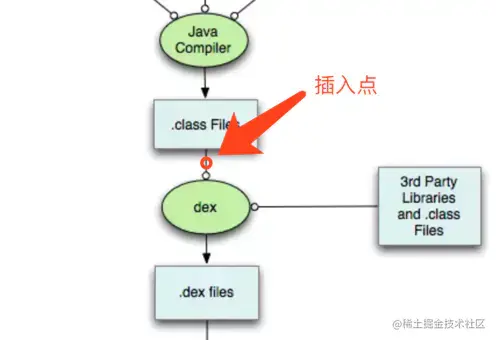 Java
Compiler
插入点
.class Files
dex
3rd Party
Libraries
and .class
Files
.dex files
@稀土掘金技术社区